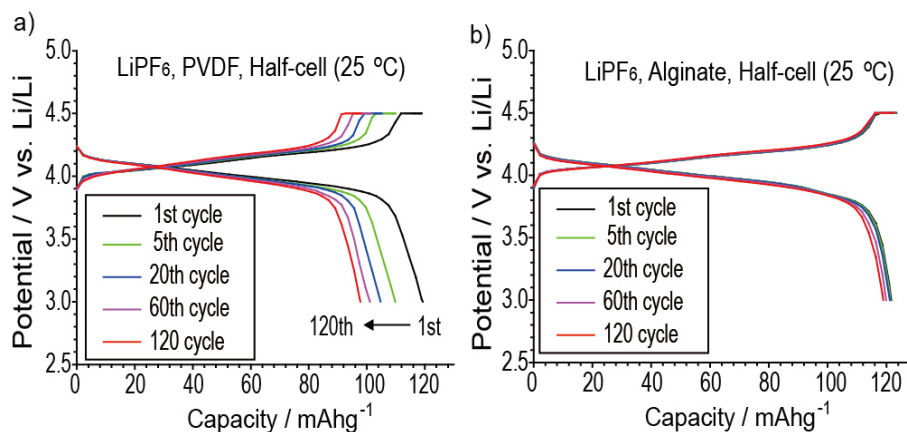 a)
LiPF6, PVDF, Half-cell (25 ºC)
Potential / V vs. Li/Li
5.0
4.5
4.0
3.5
3.0
2.5
1st cycle
5th cycle
20th cycle
60th cycle
120 cycle
120th
1st
0 20 40 60 80 100 120
Capacity / mAhg-1
b)
LiPF6, Alginate, Half-cell (25 ºC)
Potential / V vs. Li/Li
5.0
4.5
4.0
3.5
3.0
2.5
1st cycle
5th cycle
20th cycle
60th cycle
120 cycle
0 20 40 60 80 100 120
Capacity / mAhg-1